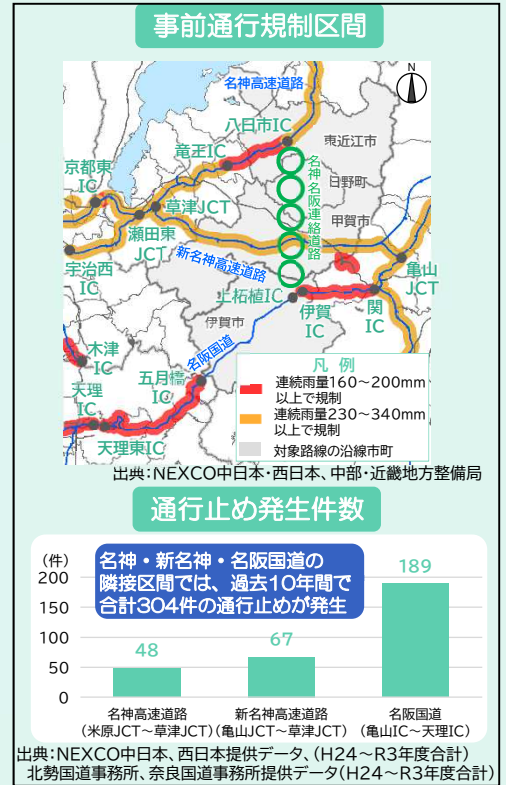 事前通行規制区間
N
名神高速道路
八日市IC
東近江市
竜王IC
日野町
京都東
IC
名神名阪連絡道路
甲賀市
草津JCT
瀬田東
JCT
新名神高速道路
宇治西
IC
亀山
JCT
上柘植IC
伊賀
IC
関
IC
伊賀市
名阪国道
木津
IC
五月橋
IC
天理
IC
天理東IC
凡 例
連続雨量160~200mm
以上で規制
連続雨量230~340mm
以上で規制
対象路線の沿線市町
出典:NEXCO中日本・西日本、中部・近畿地方整備局
通行止め発生件数
(件)
名神・新名神・名阪国道の
隣接区間では、過去10年間で
合計304件の通行止めが発生
200
150
100
50
0
48
67
189
名神高速道路
(米原JCT~草津JCT)
新名神高速道路
(亀山JCT~草津JCT)
名阪国道
(亀山IC~天理IC)
出典:NEXCO中日本、西日本提供データ、(H24~R3年度合計)
北勢国道事務所、奈良国道事務所提供データ(H24~R3年度合計)